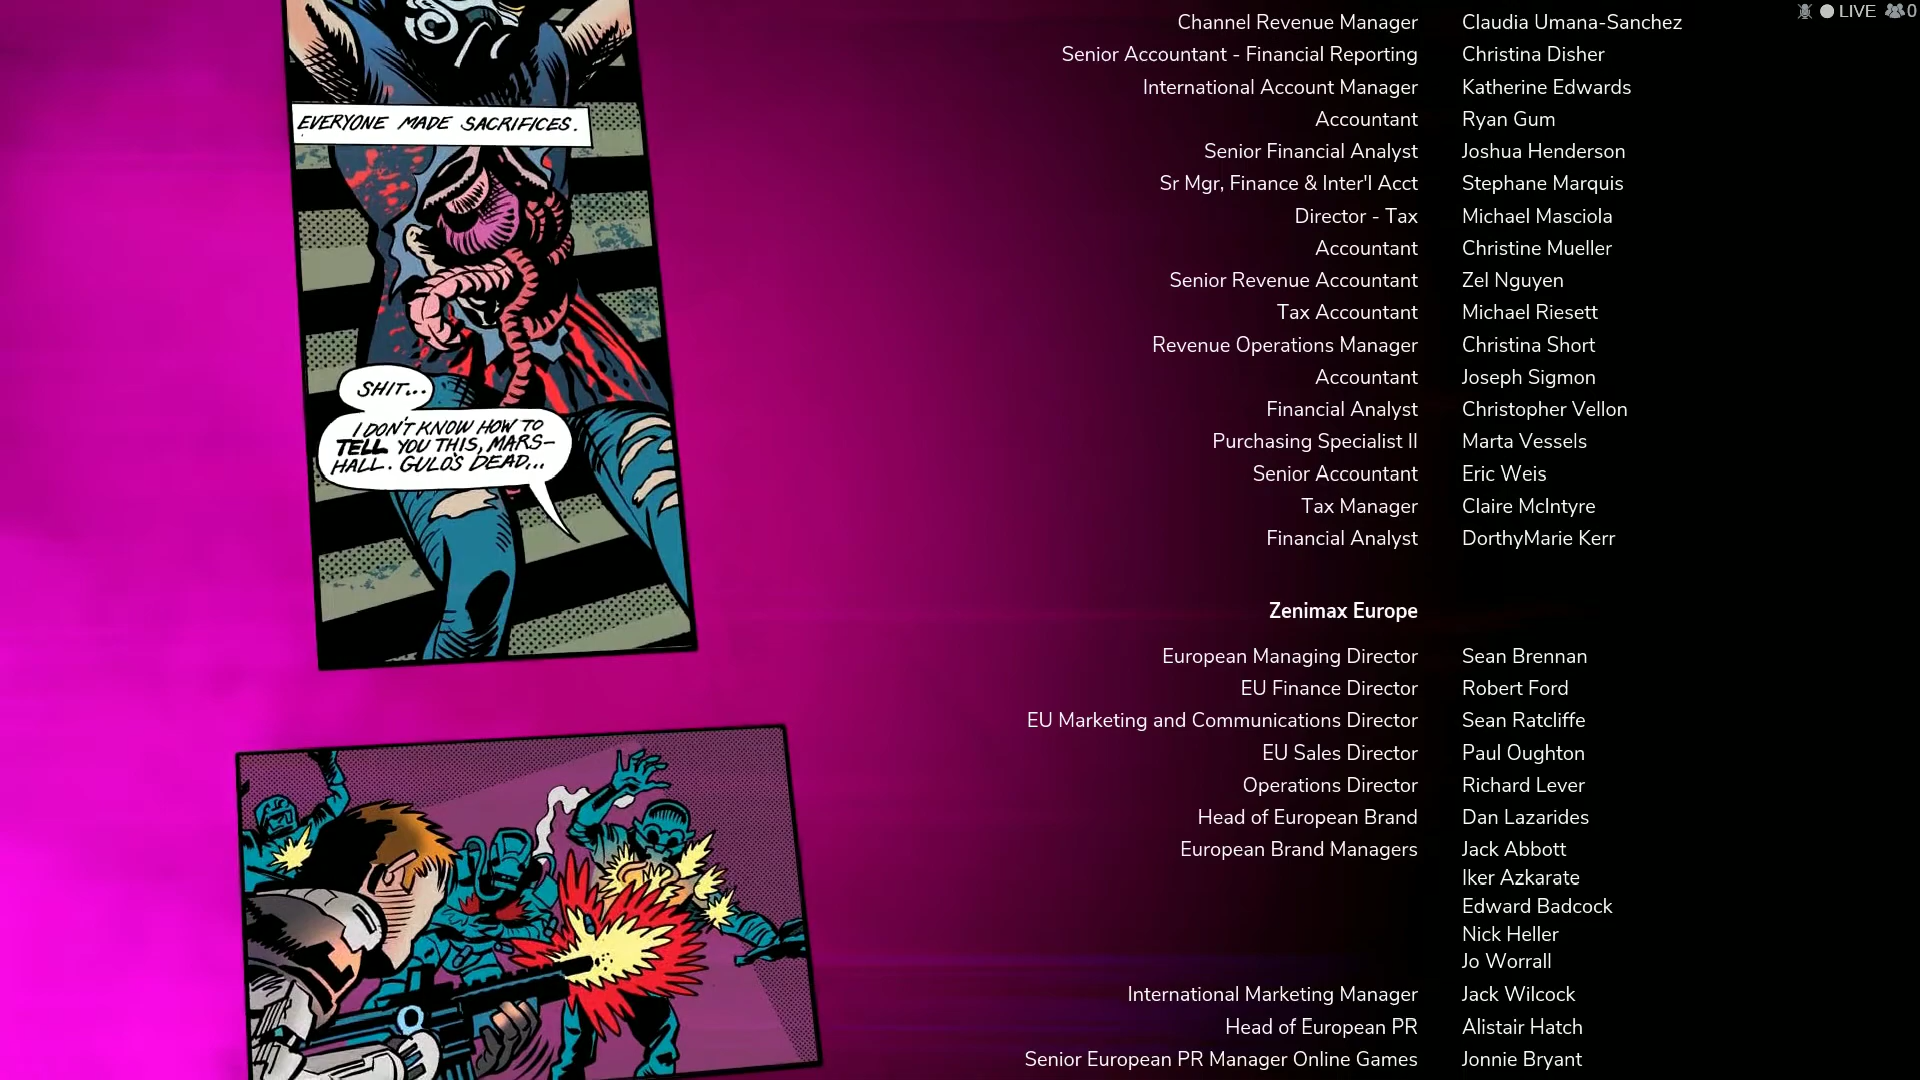 LIVE 0
EVERYONE MADE SACRIFICES.
SHIT...
I DON'T KNOW HOW TO
TELL YOU THIS, MARS-
HALL. GULO'S DEAD...
Channel Revenue Manager Claudia Umana-Sanchez
Senior Accountant - Financial Reporting Christina Disher
International Account Manager Katherine Edwards
Accountant Ryan Gum
Senior Financial Analyst Joshua Henderson
Sr Mgr, Finance & Inter'l Acct Stephane Marquis
Director - Tax Michael Masciola
Accountant Christine Mueller
Senior Revenue Accountant Zel Nguyen
Tax Accountant Michael Riesett
Revenue Operations Manager Christina Short
Accountant Joseph Sigmon
Financial Analyst Christopher Vellon
Purchasing Specialist II Marta Vessels
Senior Accountant Eric Weis
Tax Manager Claire McIntyre
Financial Analyst DorthyMarie Kerr
Zenimax Europe
European Managing Director Sean Brennan
EU Finance Director Robert Ford
EU Marketing and Communications Director Sean Ratcliffe
EU Sales Director Paul Oughton
Operations Director Richard Lever
Head of European Brand Dan Lazarides
European Brand Managers Jack Abbott
Iker Azkarate
Edward Badcock
Nick Heller
Jo Worrall
International Marketing Manager Jack Wilcock
Head of European PR Alistair Hatch
Senior European PR Manager Online Games Jonnie Bryant